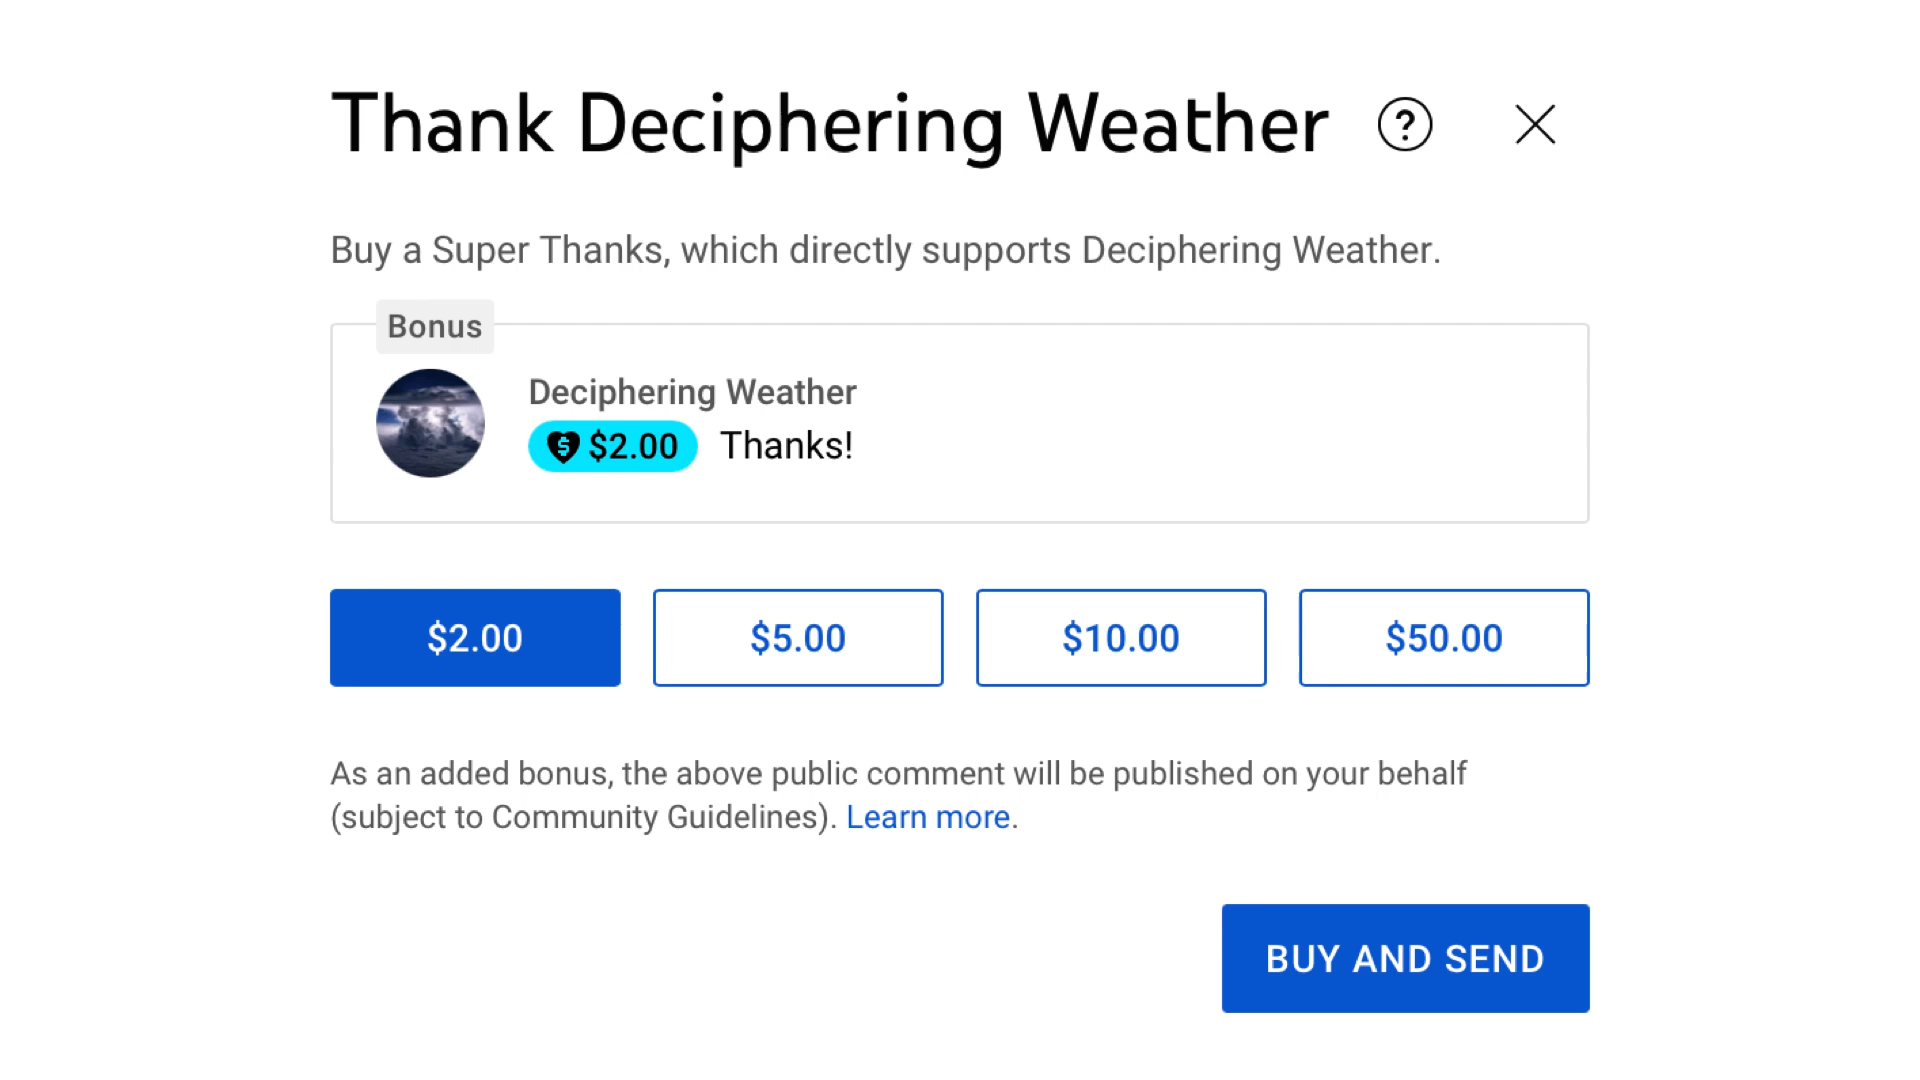 Thank Deciphering Weather ?
Buy a Super Thanks, which directly supports Deciphering Weather.
Bonus
Deciphering Weather
$ $2.00 Thanks!
$2.00 $5.00 $10.00 $50.00
As an added bonus, the above public comment will be published on your behalf
(subject to Community Guidelines). Learn more.
BUY AND SEND